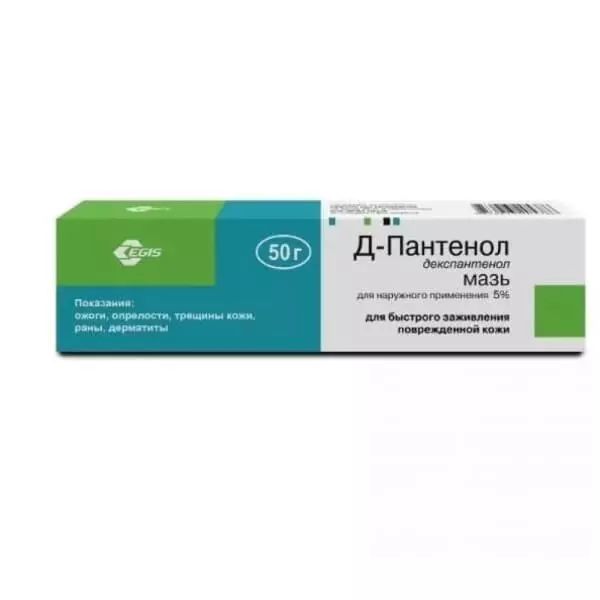 EGIS
Показания:
ожоги, опрелости, трещины кожи,
раны, дерматиты
50 г
Д-Пантенол
декспантенол
мазь
для наружного применения 5%
для быстрого заживления
поврежденной кожи